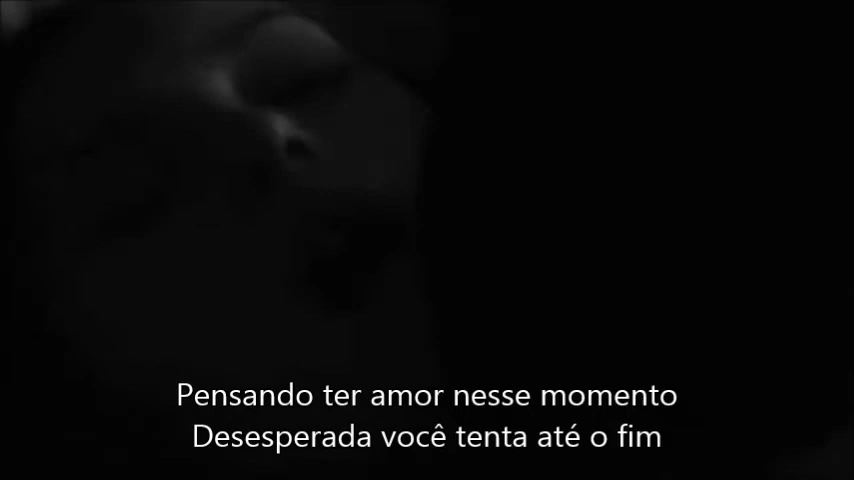 Pensando ter amor nesse momento
Desesperada você tenta até o fim